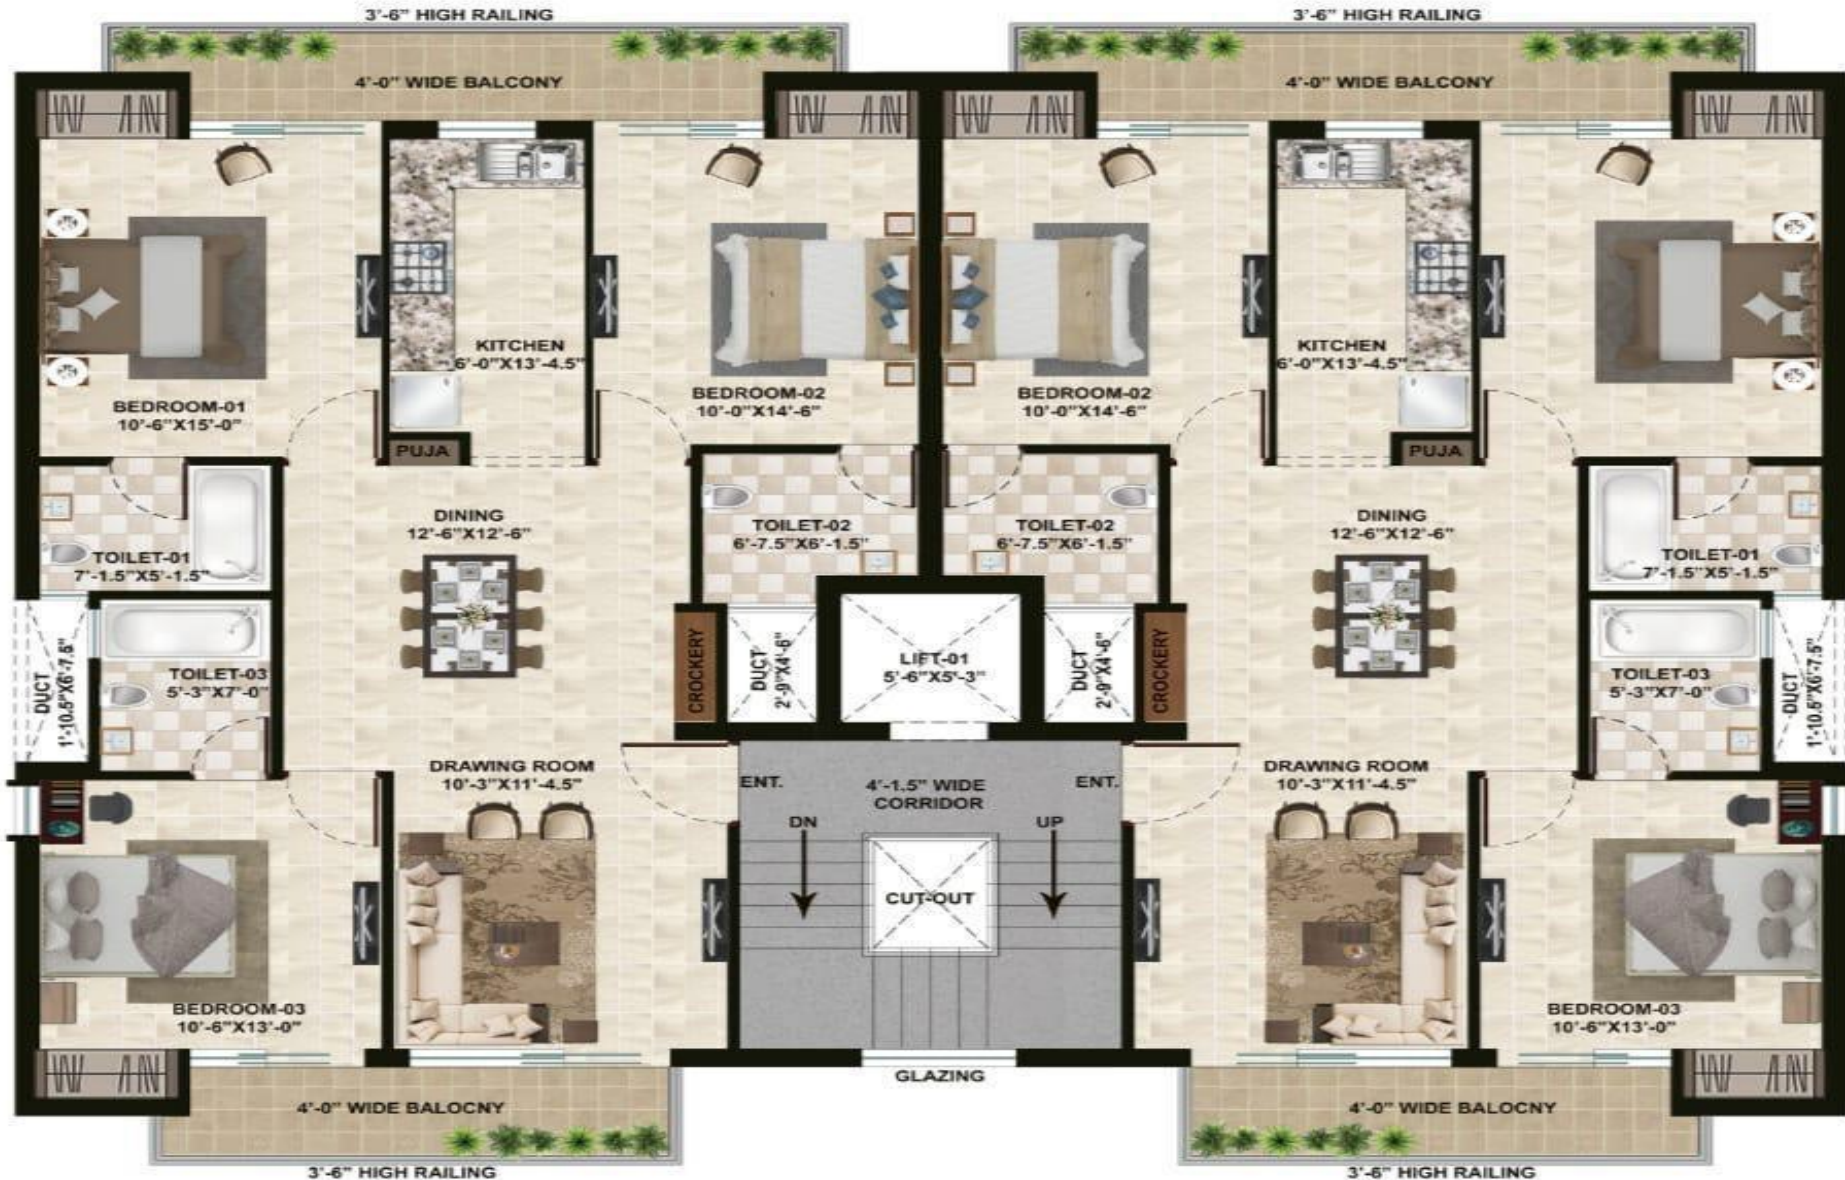 3'-6" HIGH RAILING
3'-6" HIGH RAILING
4'-0" WIDE BALCONY
4'-0" WIDE BALCONY
KITCHEN
6'-0"X13'-4.5"
KITCHEN
6'-0"X13'-4.5"
BEDROOM-01
10'-6"X15'-0"
BEDROOM-02
10'-0"X14'-6"
BEDROOM-02
10'-0"X14'-6"
PUJA
PUJA
DINING
12'-6"X12'-6"
DINING
12'-6"X12'-6"
TOILET-02
6'-7.5"X6'-1.5"
TOILET-02
6'-7.5"X6'-1.5"
TOILET-01
7'-1.5"X5'-1.5"
TOILET-01
7'-1.5"X5'-1.5"
DUCT
1'-10.5"X6'-7.5"
TOILET-03
5'-3"X7'-0"
CROCKERY
DUCT
2'-9"X4'-6"
LIFT-01
5'-6"X5'-3"
DUCT
2'-9"X4'-6"
CROCKERY
TOILET-03
5'-3"X7'-0"
DUCT
1'-10.5"X6'-7.5"
DRAWING ROOM
10'-3"X11'-4.5"
DRAWING ROOM
10'-3"X11'-4.5"
ENT.
4'-1.5" WIDE
CORRIDOR
ENT.
DN
UP
CUT-OUT
BEDROOM-03
10'-6"X13'-0"
BEDROOM-03
10'-6"X13'-0"
GLAZING
4'-0" WIDE BALOCNY
4'-0" WIDE BALOCNY
3'-6" HIGH RAILING
3'-6" HIGH RAILING